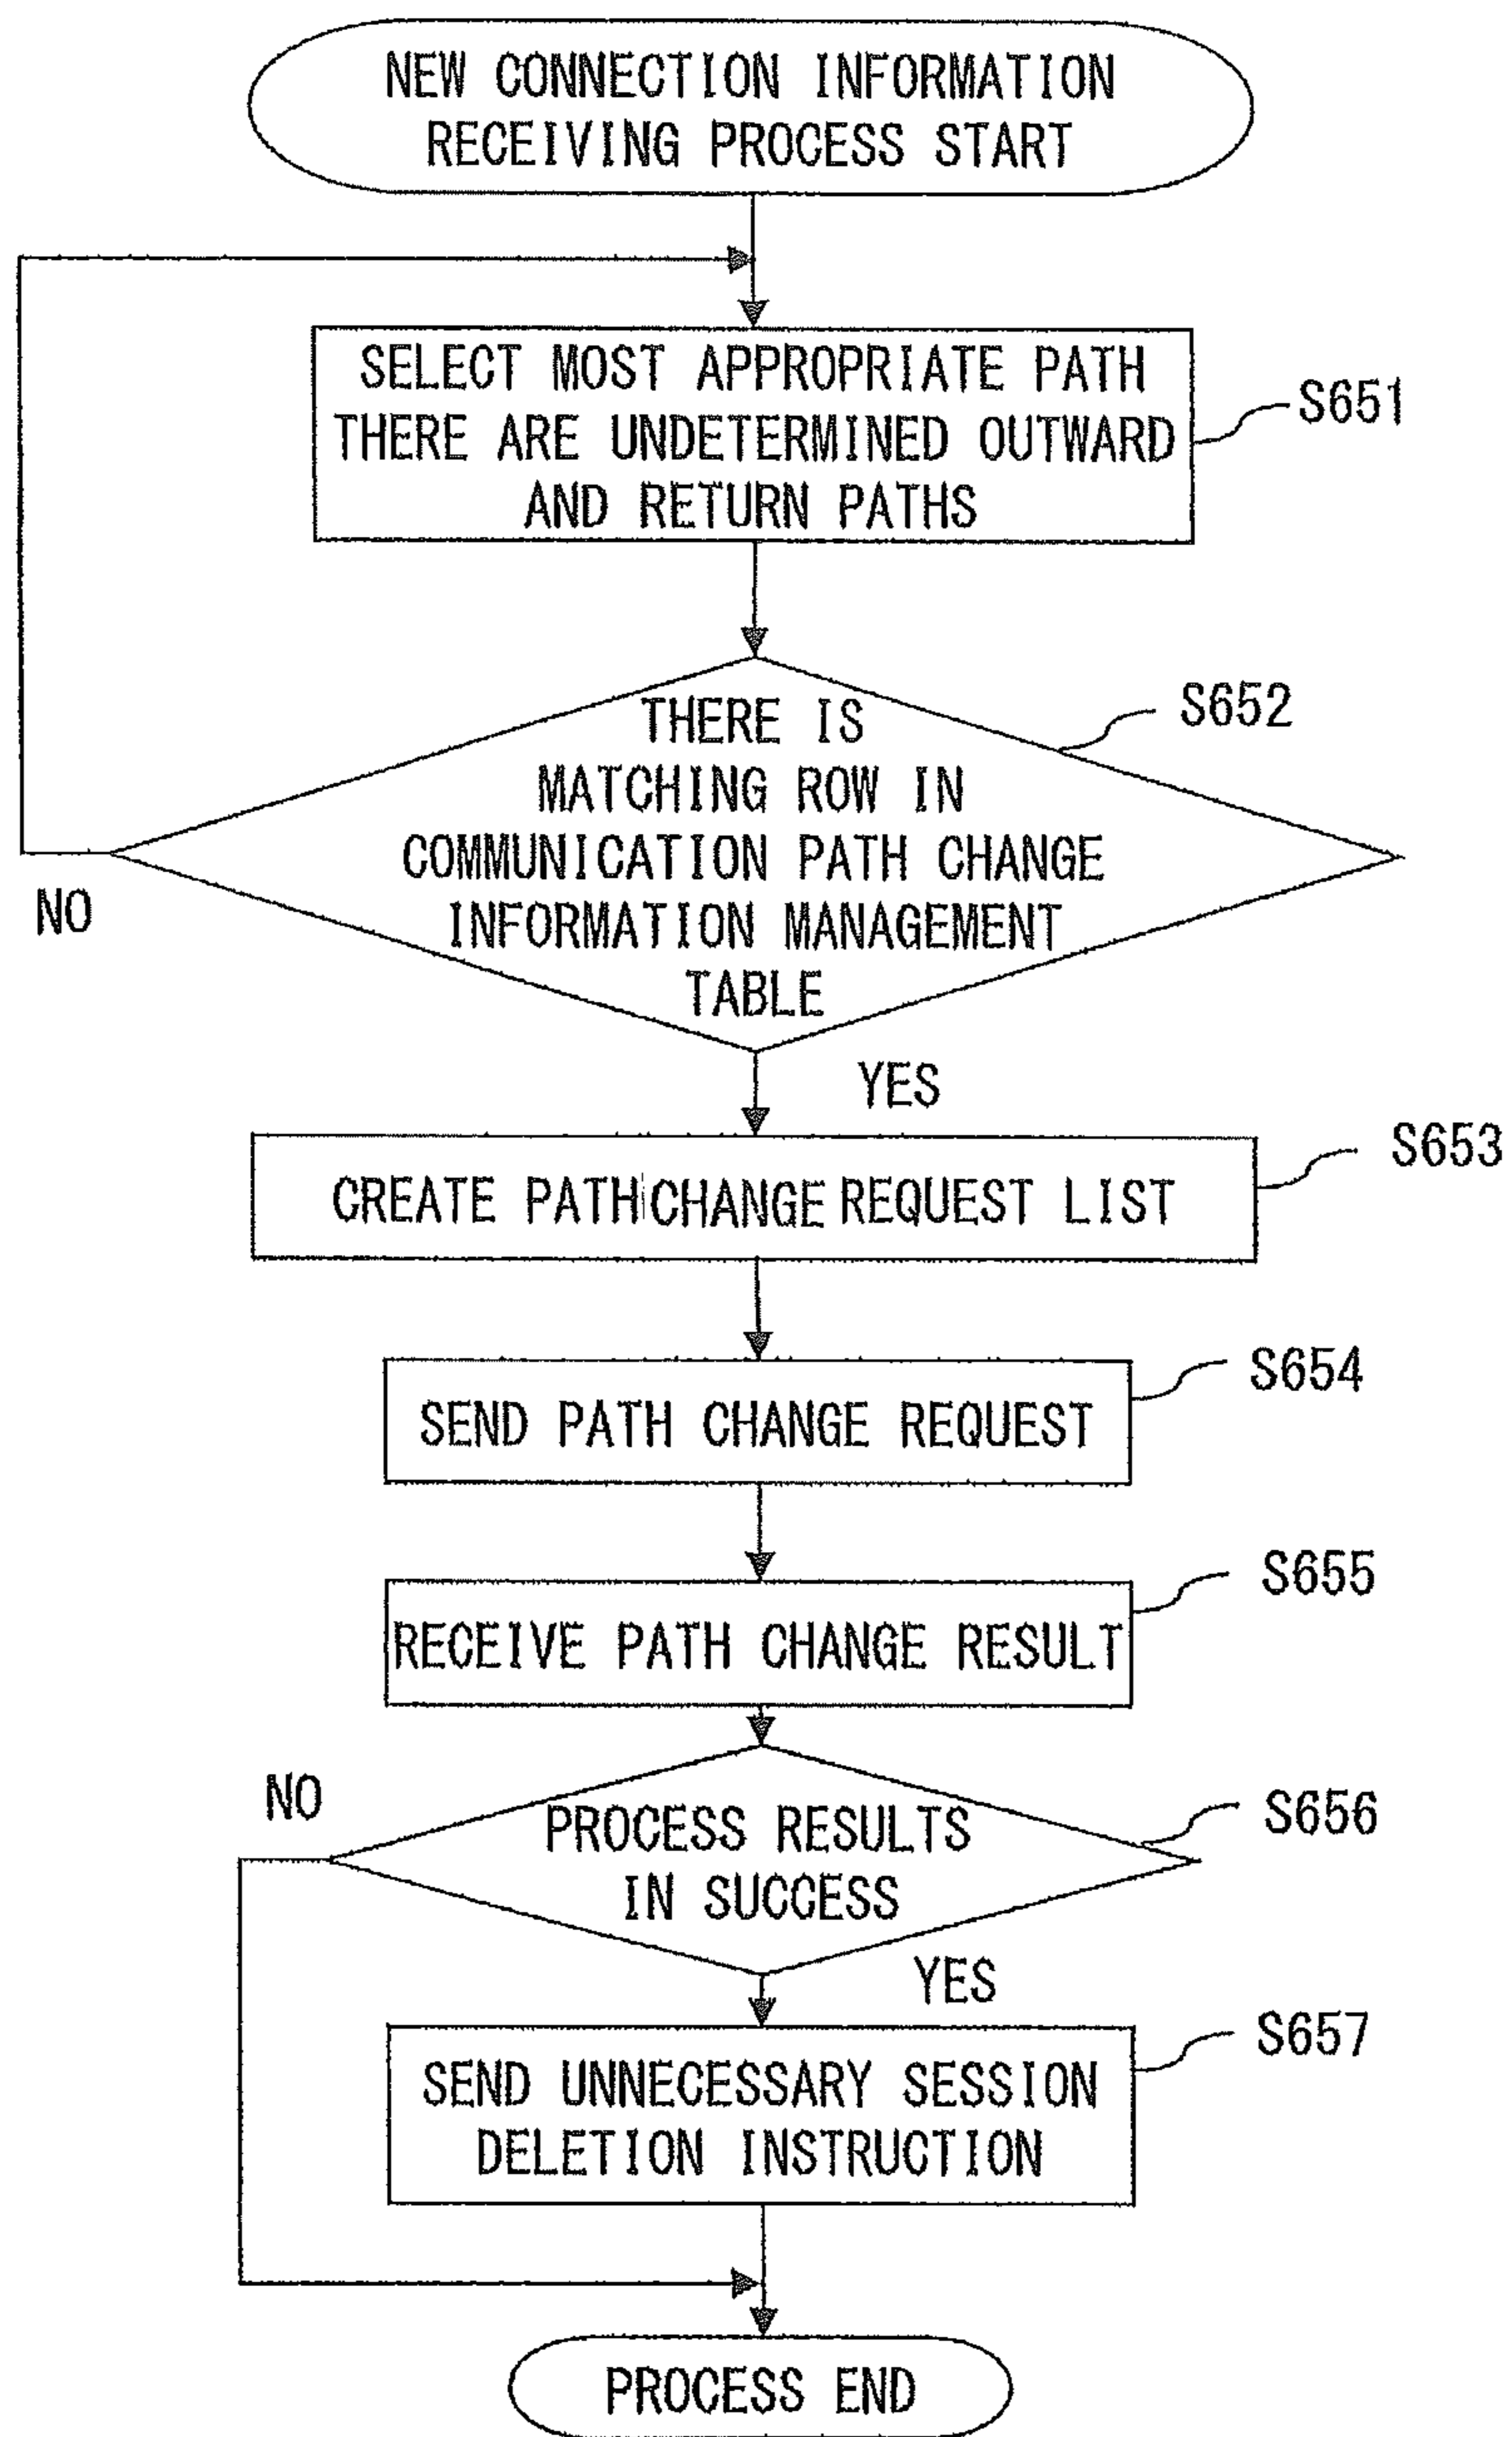 NEW CONNECTION INFORMATION
RECEIVING PROCESS START
SELECT MOST APPROPRIATE PATH
THERE ARE UNDETERMINED OUTWARD
AND RETURN PATHS
S651
THERE IS
MATCHING ROW IN
COMMUNICATION PATH CHANGE
INFORMATION MANAGEMENT
TABLE
S652
NO
YES
CREATE PATH CHANGE REQUEST LIST
S653
SEND PATH CHANGE REQUEST
S654
RECEIVE PATH CHANGE RESULT
S655
NO
PROCESS RESULTS
IN SUCCESS
S656
YES
SEND UNNECESSARY SESSION
DELETION INSTRUCTION
S657
PROCESS END